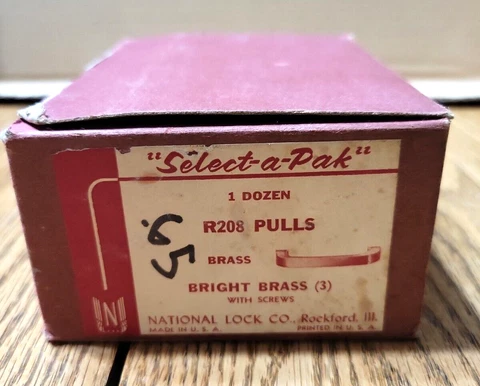 "Select-a-Pak"
1 DOZEN
R208 PULLS
.65
BRASS
BRIGHT BRASS (3)
WITH SCREWS
N
NATIONAL LOCK CO., Rockford, Ill.
MADE IN U. S. A. PRINTED IN U. S. A.